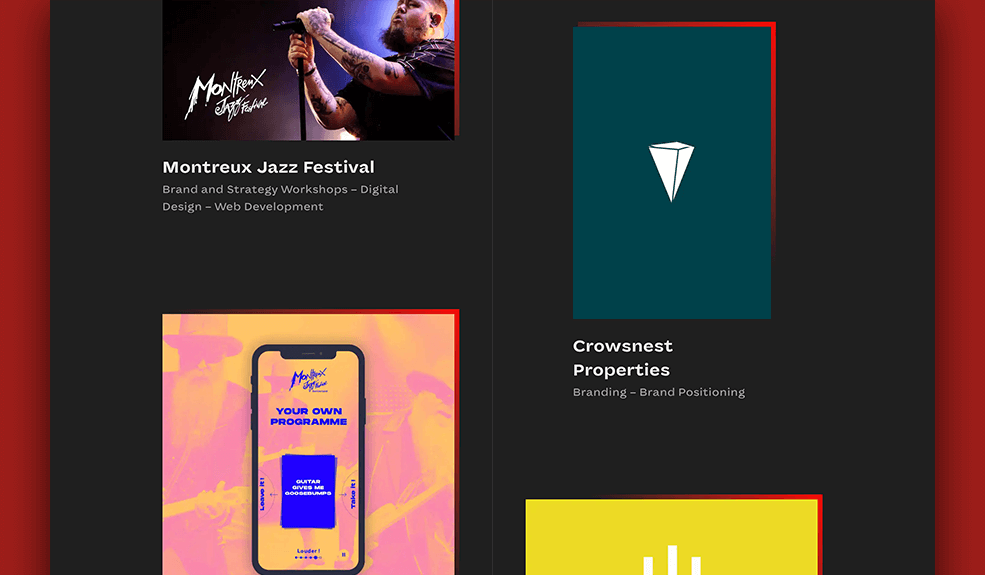 Montreux
Jazz Festival
Montreux Jazz Festival
Brand and Strategy Workshops – Digital
Design – Web Development
Montreux
Jazz Festival
YOUR OWN
PROGRAMME
Leave it !
GUITAR
GIVES ME
GOOSEBUMPS
Take it !
Louder !
Crowsnest
Properties
Branding – Brand Positioning